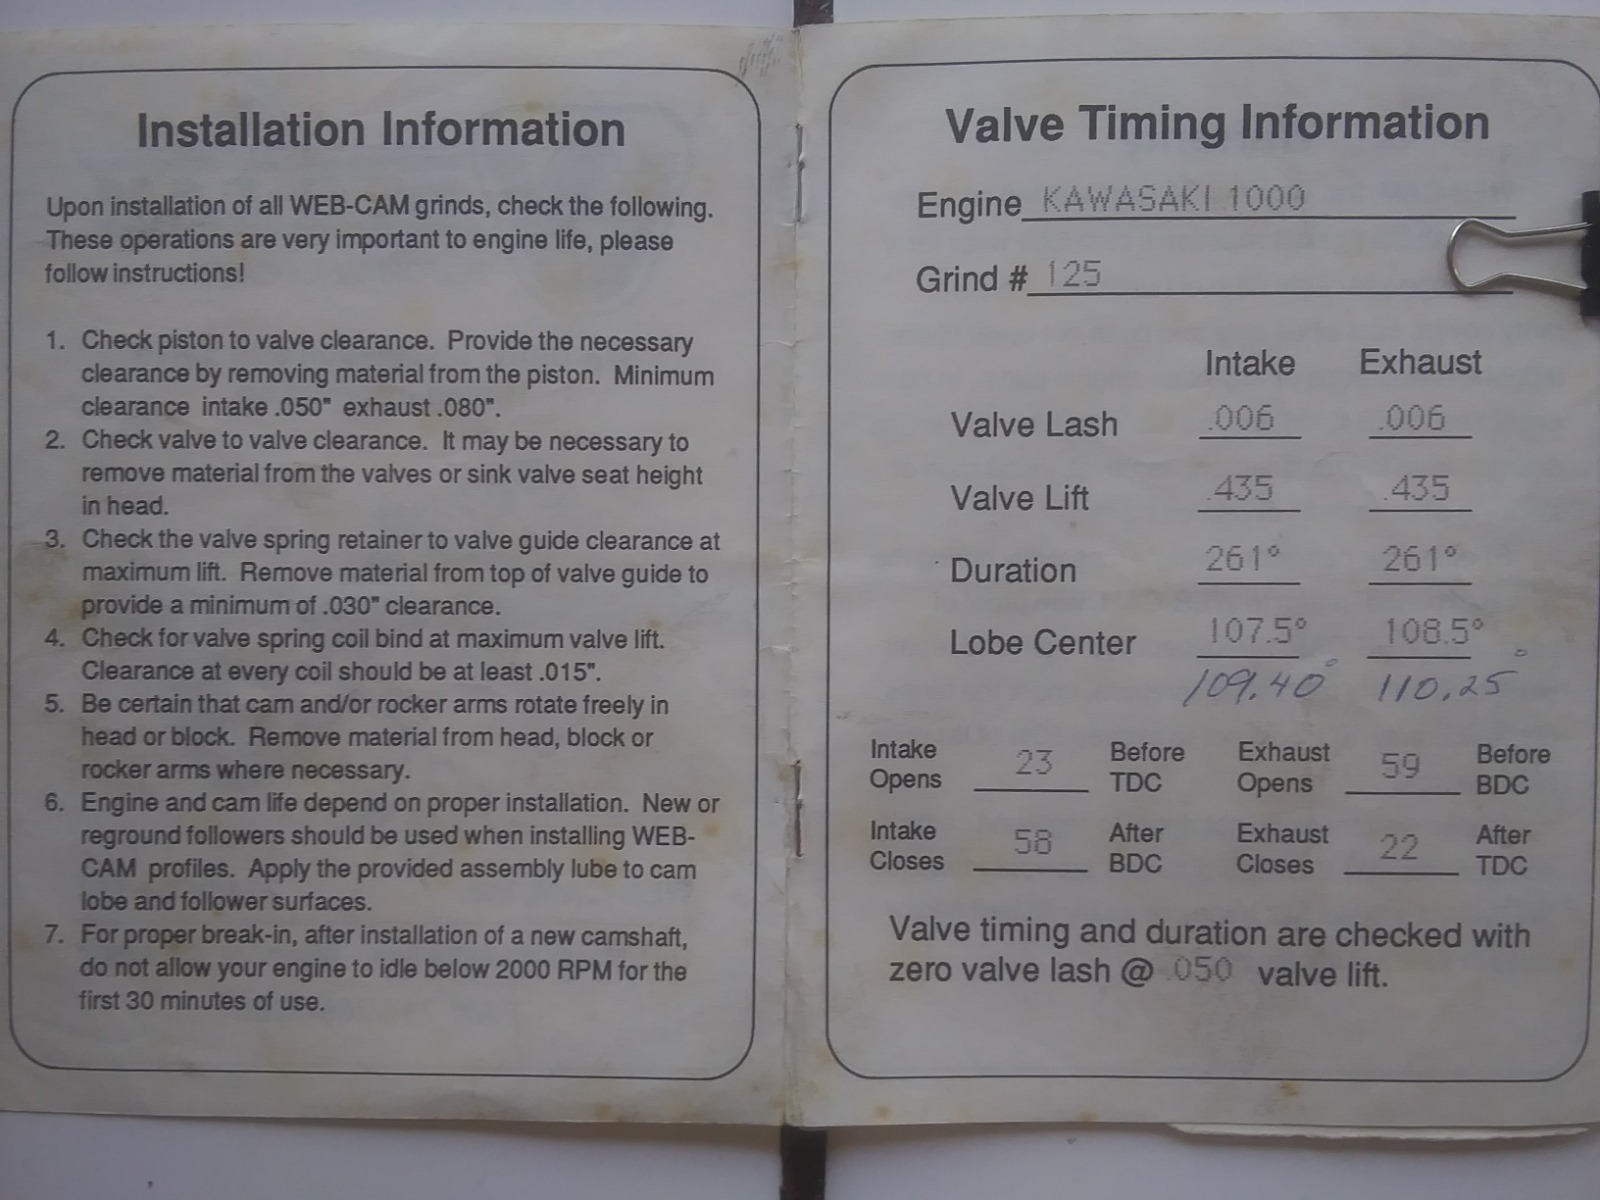 Installation Information
Upon installation of all WEB-CAM grinds, check the following.
These operations are very important to engine life, please
follow instructions!
1. Check piston to valve clearance. Provide the necessary
clearance by removing material from the piston. Minimum
clearance intake .050" exhaust .080".
2. Check valve to valve clearance. It may be necessary to
remove material from the valves or sink valve seat height
in head.
3. Check the valve spring retainer to valve guide clearance at
maximum lift. Remove material from top of valve guide to
provide a minimum of .030" clearance.
4. Check for valve spring coil bind at maximum valve lift.
Clearance at every coil should be at least .015".
5. Be certain that cam and/or rocker arms rotate freely in
head or block. Remove material from head, block or
rocker arms where necessary.
6. Engine and cam life depend on proper installation. New or
reground followers should be used when installing WEB-
CAM profiles. Apply the provided assembly lube to cam
lobe and follower surfaces.
7. For proper break-in, after installation of a new camshaft,
do not allow your engine to idle below 2000 RPM for the
first 30 minutes of use.
Valve Timing Information
Engine KAWASAKI 1000
Grind # 125
Intake Exhaust
Valve Lash .006 .006
Valve Lift .435 .435
Duration 261° 261°
Lobe Center 107.5° 108.5°
109.40° 110.25°
Intake Opens 23 Before TDC Exhaust Opens 59 Before BDC
Intake Closes 58 After BDC Exhaust Closes 22 After TDC
Valve timing and duration are checked with
zero valve lash @ .050 valve lift.